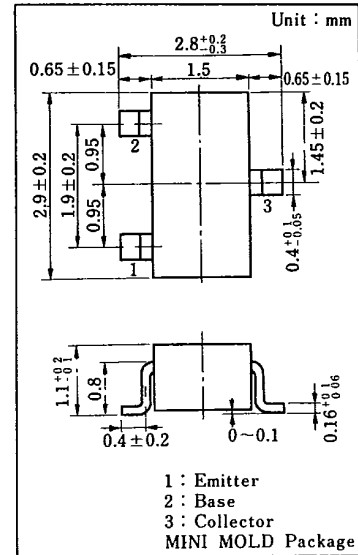 Unit : mm
2.8 +0.2 -0.3
0.65±0.15
1.5
0.65±0.15
2.9±0.2
1.9±0.2
0.95
0.95
2
1
3
1.45±0.2
0.4 +0.1 -0.05
1.1 +0.2 -0.1
0.8
0.4±0.2
0~0.1
0.16 +0.1 -0.06
1 : Emitter
2 : Base
3 : Collector
MINI MOLD Package